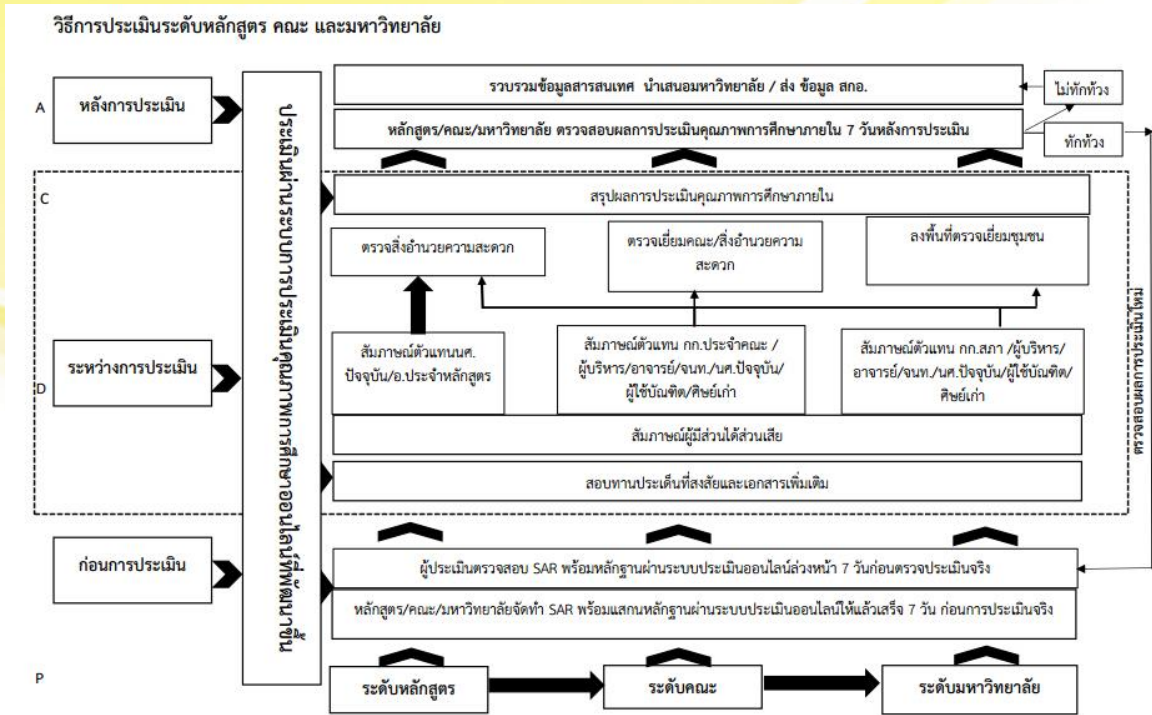 วิธีการประเมินระดับหลักสูตร คณะ และมหาวิทยาลัย
A
หลังการประเมิน
รวบรวมข้อมูลสารสนเทศ นำเสนอมหาวิทยาลัย / ส่ง ข้อมูล สกอ.
ไม่ทักท้วง
หลักสูตร/คณะ/มหาวิทยาลัย ตรวจสอบผลการประเมินคุณภาพการศึกษาภายใน 7 วันหลังการประเมิน
ทักท้วง
ประเมินผ่านระบบการประเมินคุณภาพการศึกษาออนไลน์ที่พัฒนาขึ้น
C
สรุปผลการประเมินคุณภาพการศึกษาภายใน
ตรวจสิ่งอำนวยความสะดวก
ตรวจเยี่ยมคณะ/สิ่งอำนวยความ
สะดวก
ลงพื้นที่ตรวจเยี่ยมชุมชน
ตรวจสอบผลการประเมินใหม่
ระหว่างการประเมิน
D
สัมภาษณ์ตัวแทนนศ.
ปัจจุบัน/อ.ประจำหลักสูตร
สัมภาษณ์ตัวแทน กก.ประจำคณะ /
ผู้บริหาร/อาจารย์/จนท./นศ.ปัจจุบัน/
ผู้ใช้บัณฑิต/ศิษย์เก่า
สัมภาษณ์ตัวแทน กก.สภา /ผู้บริหาร/
อาจารย์/จนท./นศ.ปัจจุบัน/ผู้ใช้บัณฑิต/
ศิษย์เก่า
สัมภาษณ์ผู้มีส่วนได้ส่วนเสีย
สอบทานประเด็นที่สงสัยและเอกสารเพิ่มเติม
ก่อนการประเมิน
ผู้ประเมินตรวจสอบ SAR พร้อมหลักฐานผ่านระบบประเมินออนไลน์ล่วงหน้า 7 วันก่อนตรวจประเมินจริง
หลักสูตร/คณะ/มหาวิทยาลัยจัดทำ SAR พร้อมแสกนหลักฐานผ่านระบบประเมินออนไลน์ให้แล้วเสร็จ 7 วัน ก่อนการประเมินจริง
P
ระดับหลักสูตร
ระดับคณะ
ระดับมหาวิทยาลัย